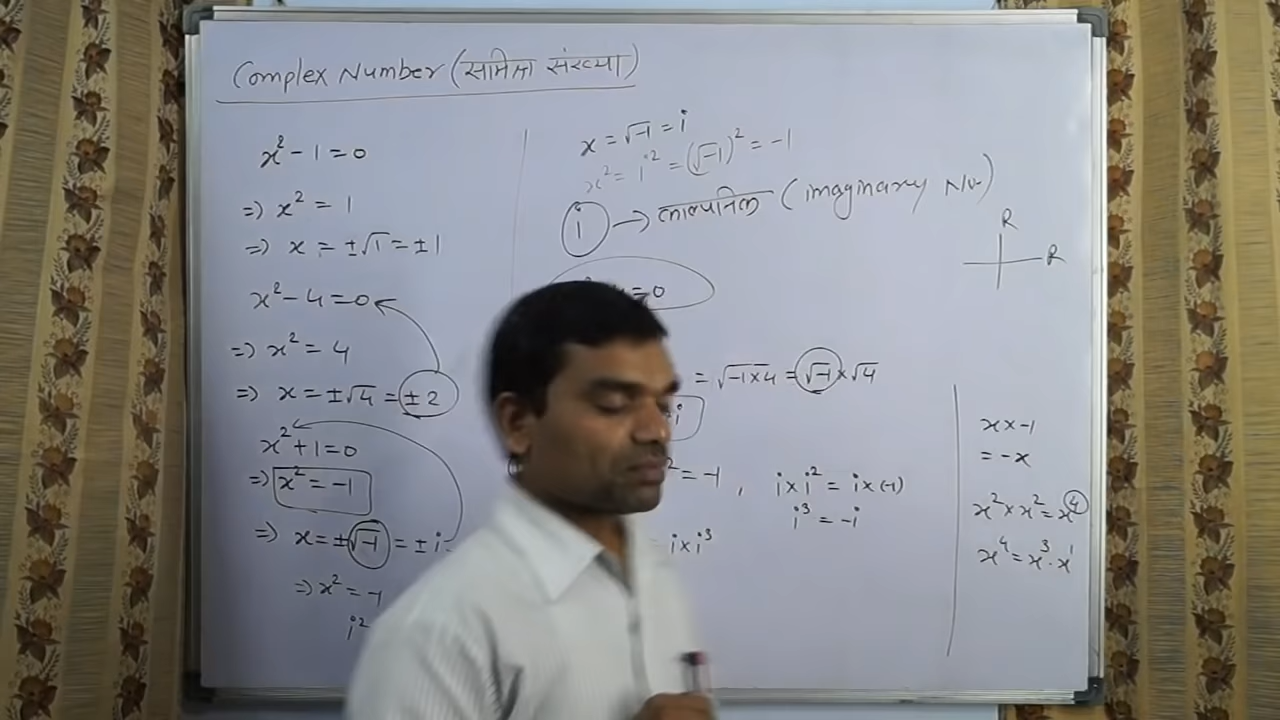 Complex Number (सामिता संख्या)
x² - 1 = 0
=) x² = 1
=) x = ±√1 = ±1
x² - 4 = 0
=) x² = 4
=) x = ±√4 = ±2
x² + 1 = 0
=) x² = -1
=) x = ±√-1 = ±i
=) x² = -1
i²
x = √-1 = i
x² = i² = (√-1)² = -1
i → काल्पनिक (imaginary No.)
= 0
= √-1×4 = √-1 × √4
i
² = -1 , i×i² = i×(-1)
i³ = -i
= i×i³
R
R
x×-1
= -x
x²×x² = x⁴
x⁴ = x³·x¹